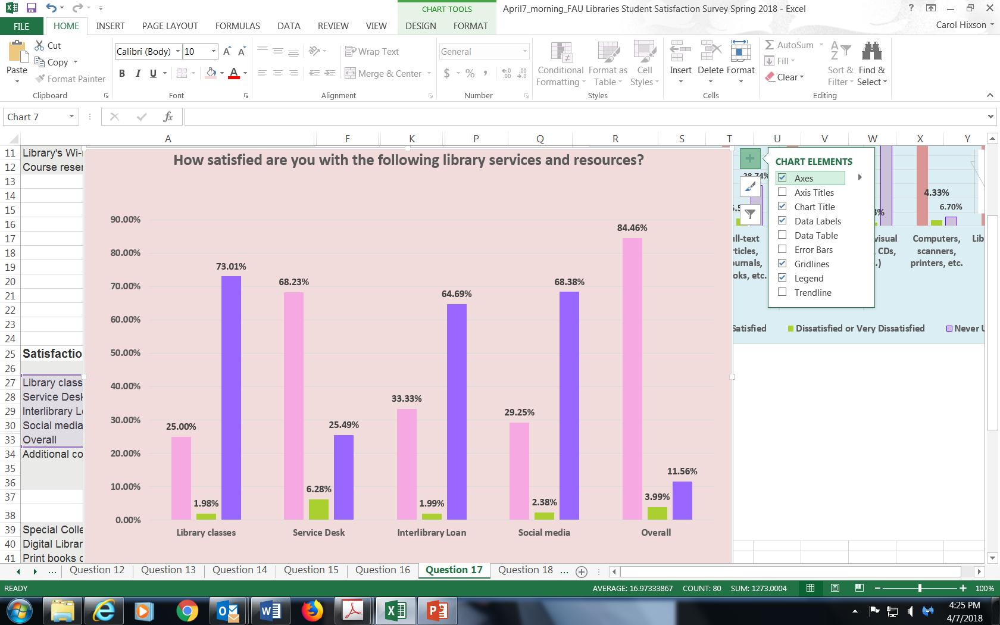 CHART TOOLS
April7_morning_FAU Libraries Student Satisfaction Survey Spring 2018 - Excel
?
FILE HOME INSERT PAGE LAYOUT FORMULAS DATA REVIEW VIEW DESIGN FORMAT
Carol Hixson
Paste
Cut
Copy
Format Painter
Clipboard
Calibri (Body) 10
B I U
Font
Wrap Text
Merge & Center
Alignment
General
$ % ,
Number
Conditional Formatting
Format as Table
Cell Styles
Styles
Insert Delete Format
Cells
AutoSum
Fill
Clear
Sort & Filter
Find & Select
Editing
Chart 7
fx
A F K P Q R S T U V W X Y
11 Library's Wi-
12 Course reser
13
14
15
16
17
18
19
20
21
22
23
24
25 Satisfactio
26
27 Library class
28 Service Desk
29 Interlibrary L
30 Social media
33 Overall
34 Additional co
35
36
37
38
39 Special Colle
40 Digital Librar
41 Print books
How satisfied are you with the following library services and resources?
90.00%
80.00%
70.00%
60.00%
50.00%
40.00%
30.00%
20.00%
10.00%
0.00%
25.00% 1.98% 73.01%
68.23% 6.28% 25.49%
33.33% 1.99% 64.69%
29.25% 2.38% 68.38%
84.46% 3.99% 11.56%
Library classes Service Desk Interlibrary Loan Social media Overall
CHART ELEMENTS
Axes
Axis Titles
Chart Title
Data Labels
Data Table
Error Bars
Gridlines
Legend
Trendline
28.74%
4.33%
6.70%
ll-text
ticles,
urnals,
oks, etc.
visual
CDs,
.)
Computers,
scanners,
printers, etc.
Lib
Satisfied Dissatisfied or Very Dissatisfied Never
... Question 12 Question 13 Question 14 Question 15 Question 16 Question 17 Question 18 ...
READY
AVERAGE: 16.97333867 COUNT: 80 SUM: 1273.0004
100%
4:25 PM
4/7/2018